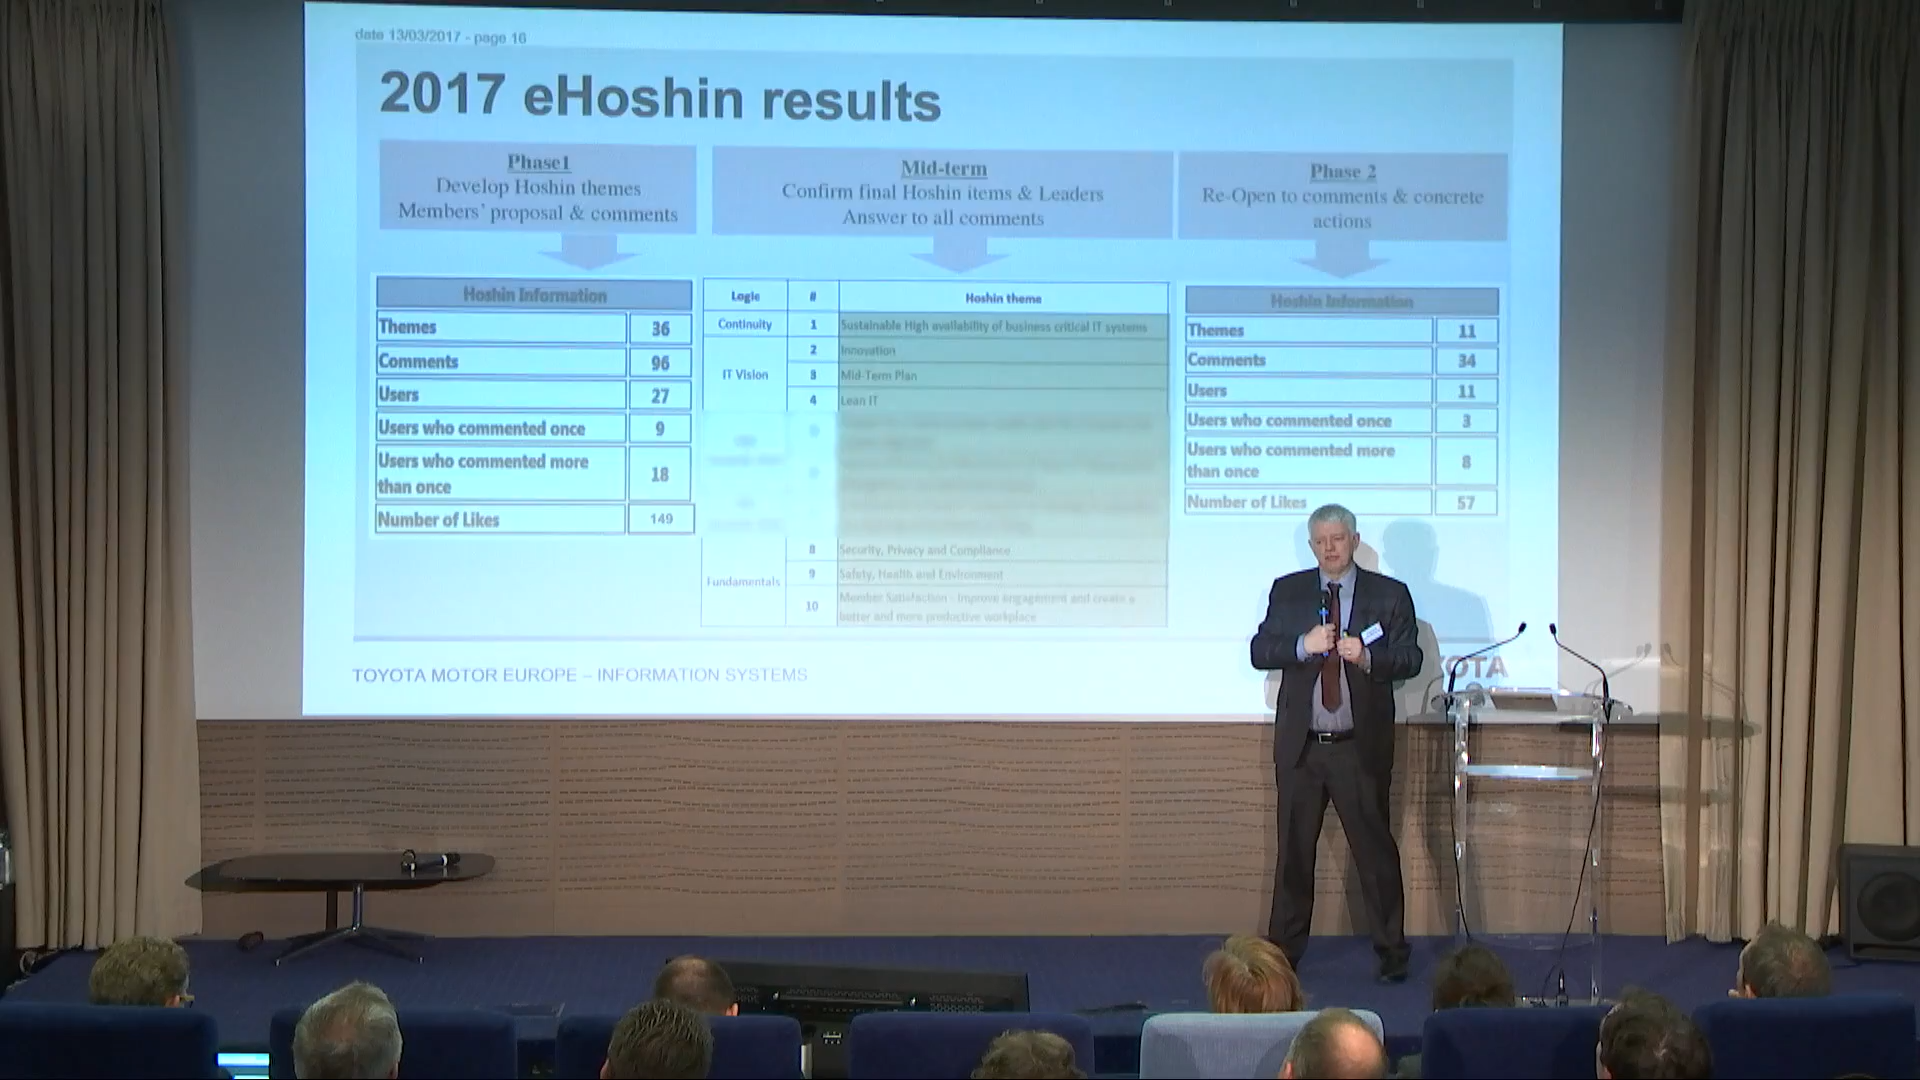 date 13/03/2017 - page 16
2017 eHoshin results
Phase1
Develop Hoshin themes
Members' proposal & comments
Mid-term
Confirm final Hoshin items & Leaders
Answer to all comments
Phase 2
Re-Open to comments & concrete
actions
Hoshin Information
Themes 36
Comments 96
Users 27
Users who commented once 9
Users who commented more
than once 18
Number of Likes 149
Logic # Hoshin theme
Continuity 1 Sustainable High availability of business critical IT systems
IT Vision
2 Innovation
3 Mid-Term Plan
4 Lean IT
Fundamentals
8 Security, Privacy and Compliance
9 Safety, Health and Environment
10 Member Satisfaction - Improve engagement and create a
better and more productive workplace
Hoshin Information
Themes 11
Comments 34
Users 11
Users who commented once 3
Users who commented more
than once 8
Number of Likes 57
TOYOTA MOTOR EUROPE – INFORMATION SYSTEMS
OTA